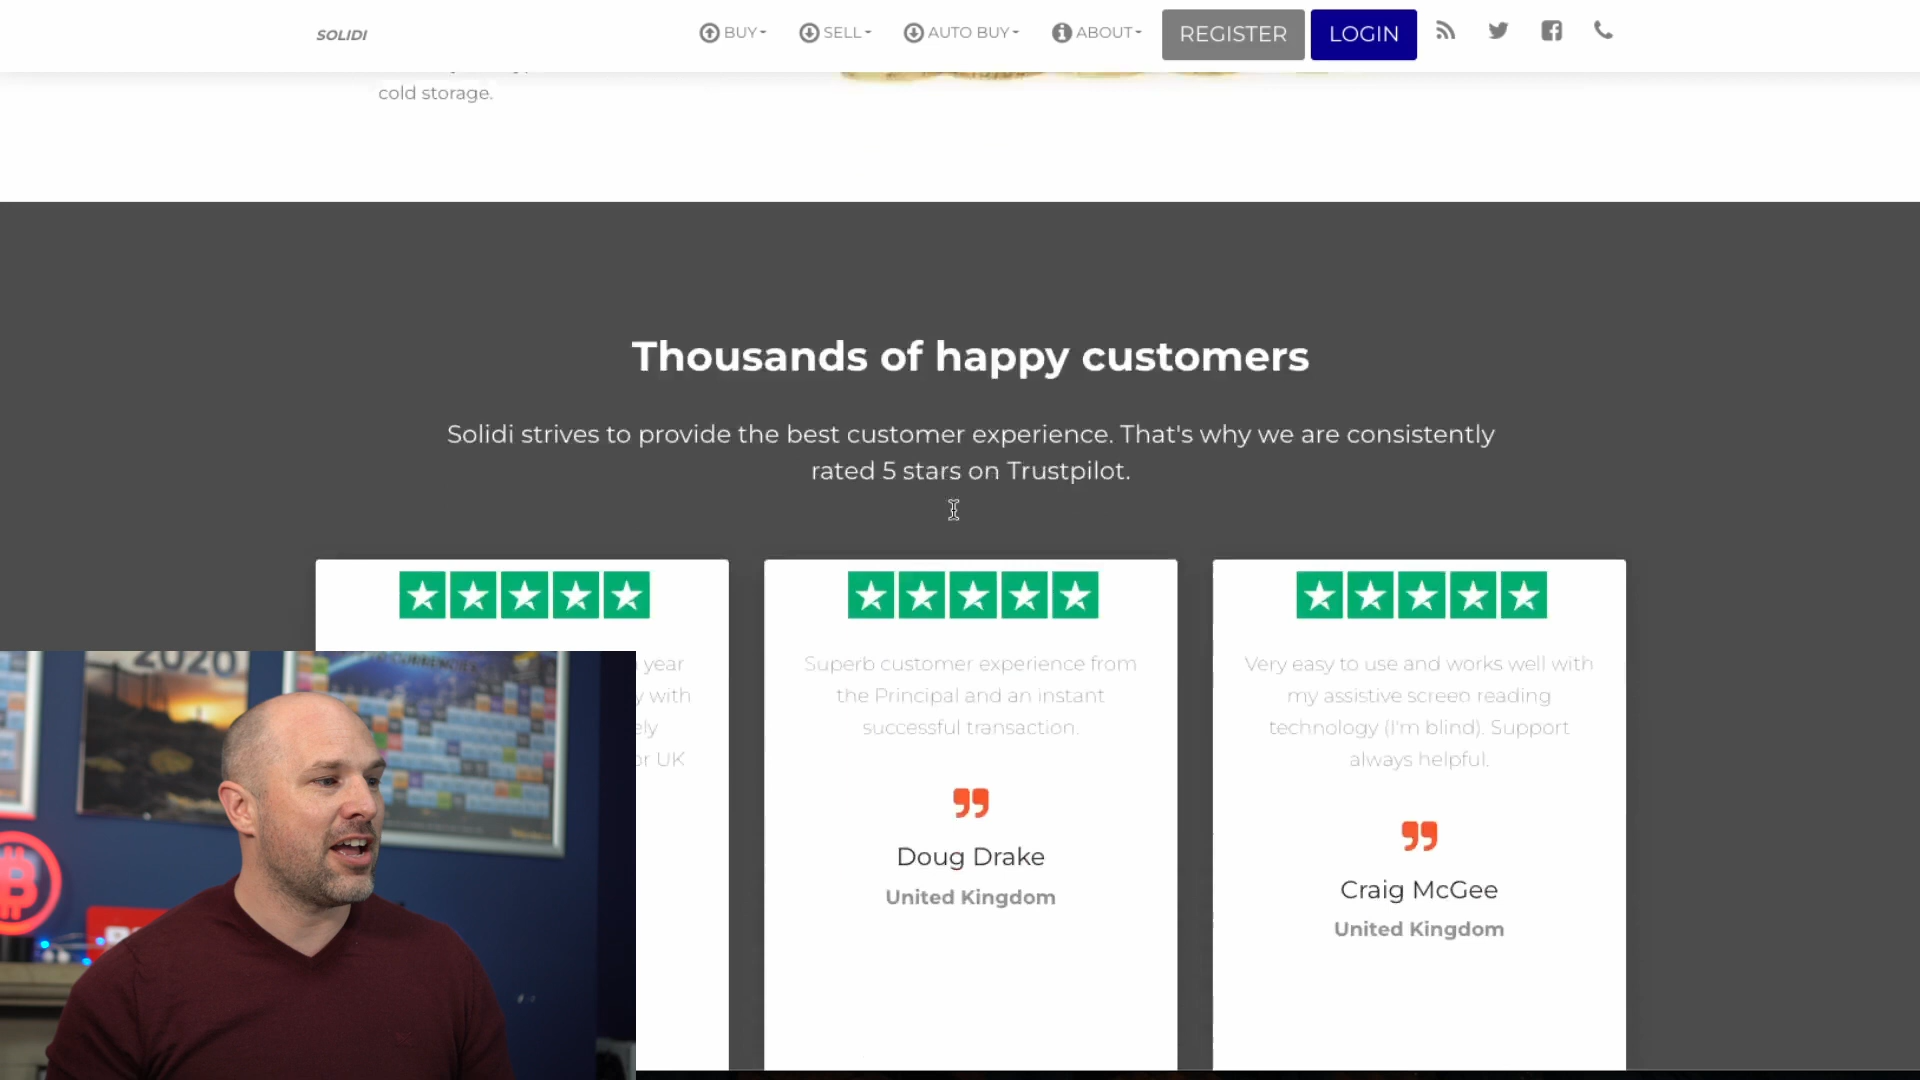 SOLIDI
BUY
SELL
AUTO BUY
ABOUT
REGISTER
LOGIN
cold storage.
Thousands of happy customers
Solidi strives to provide the best customer experience. That's why we are consistently
rated 5 stars on Trustpilot.
year
y with
ely
or UK
Superb customer experience from
the Principal and an instant
successful transaction.
Doug Drake
United Kingdom
Very easy to use and works well with
my assistive screen reading
technology (I'm blind). Support
always helpful.
Craig McGee
United Kingdom
2020